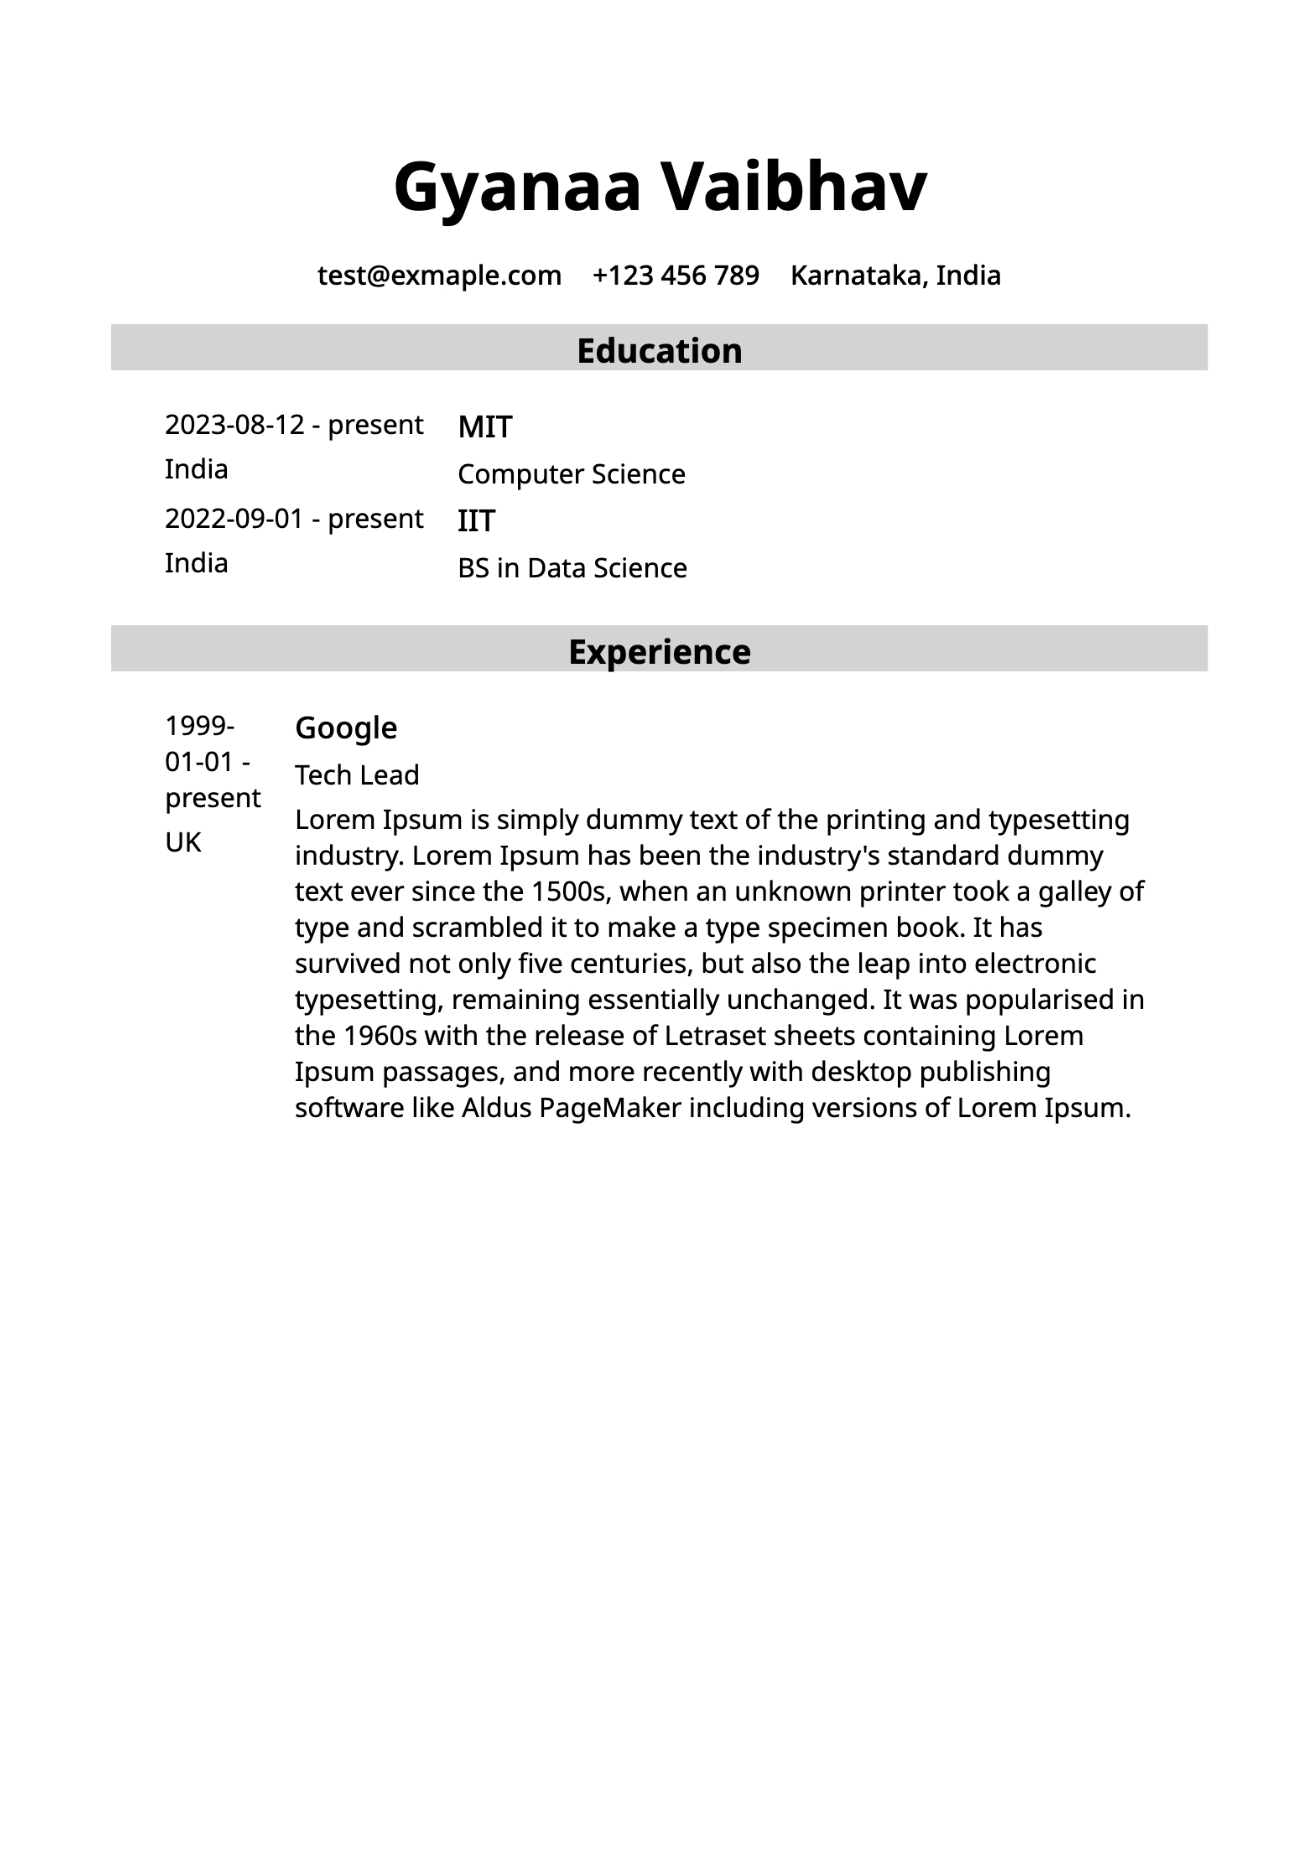 Gyanaa Vaibhav
test@exmaple.com +123 456 789 Karnataka, India
Education
2023-08-12 - present MIT
India Computer Science
2022-09-01 - present IIT
India BS in Data Science
Experience
1999-
01-01 -
present
UK
Google
Tech Lead
Lorem Ipsum is simply dummy text of the printing and typesetting
industry. Lorem Ipsum has been the industry's standard dummy
text ever since the 1500s, when an unknown printer took a galley of
type and scrambled it to make a type specimen book. It has
survived not only five centuries, but also the leap into electronic
typesetting, remaining essentially unchanged. It was popularised in
the 1960s with the release of Letraset sheets containing Lorem
Ipsum passages, and more recently with desktop publishing
software like Aldus PageMaker including versions of Lorem Ipsum.